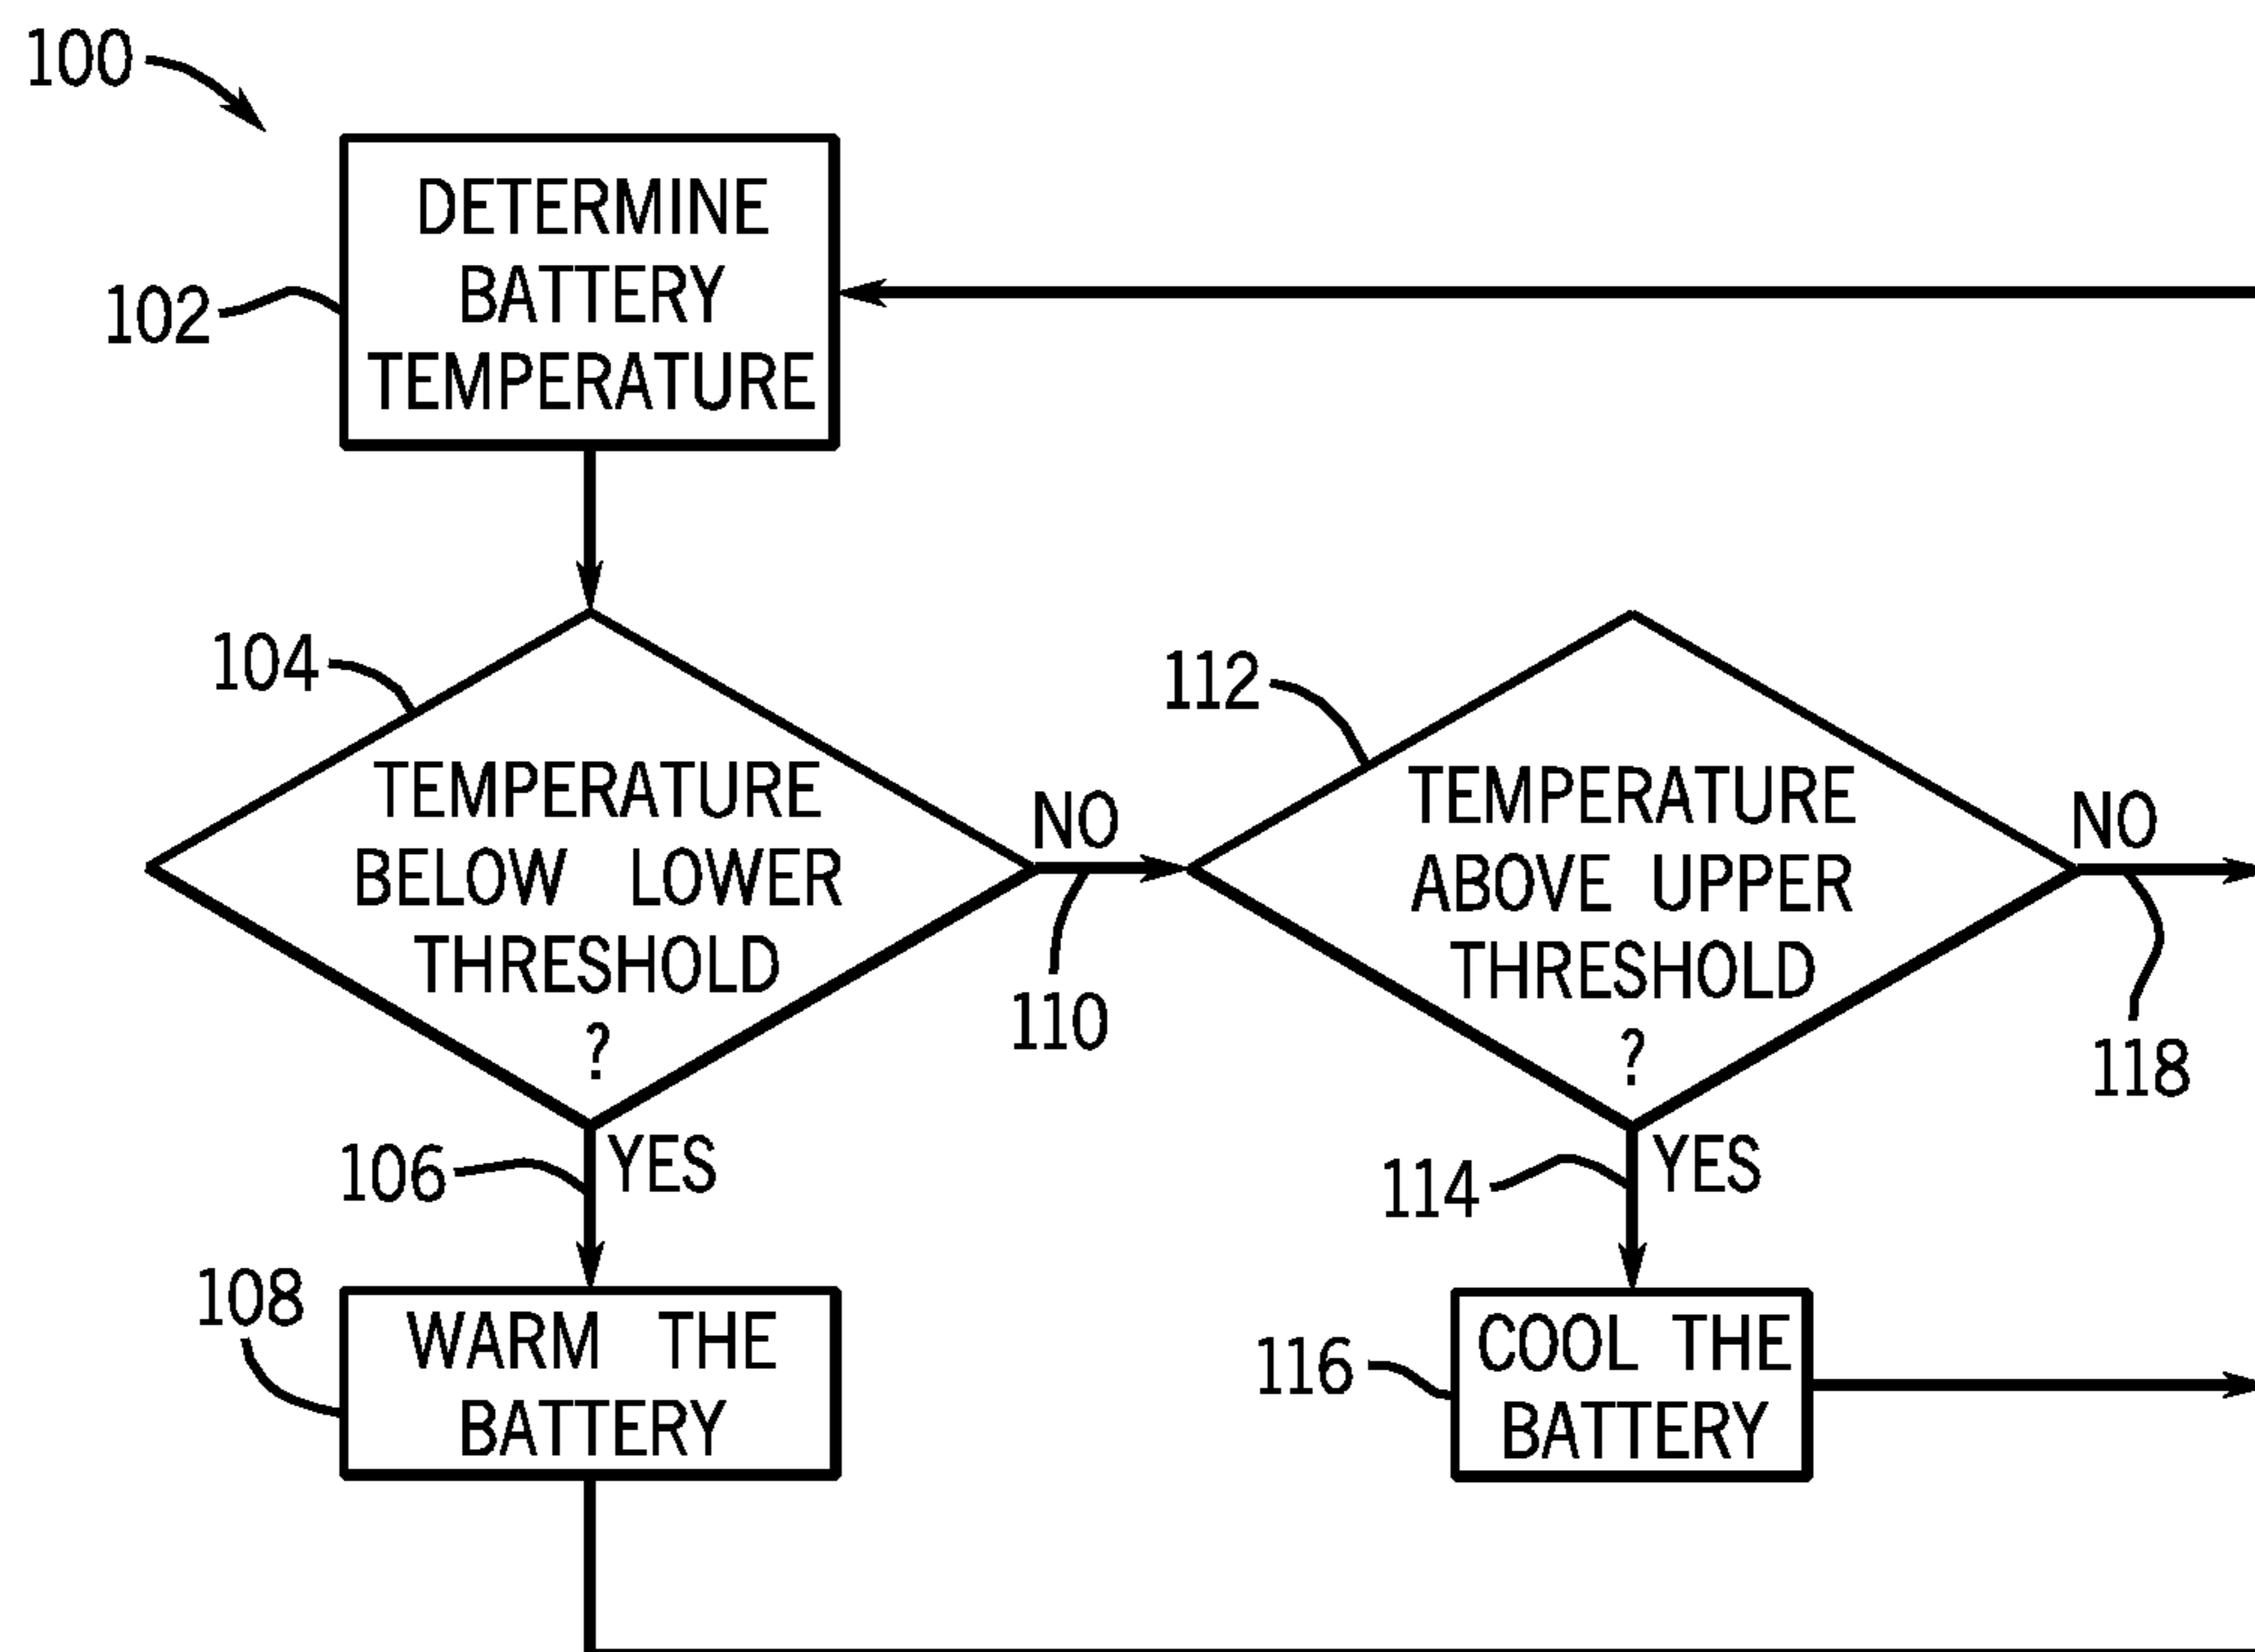 100
DETERMINE
BATTERY
TEMPERATURE
102
104
TEMPERATURE
BELOW LOWER
THRESHOLD
?
NO
110
112
TEMPERATURE
ABOVE UPPER
THRESHOLD
?
NO
118
106
YES
114
YES
108
WARM THE
BATTERY
116
COOL THE
BATTERY